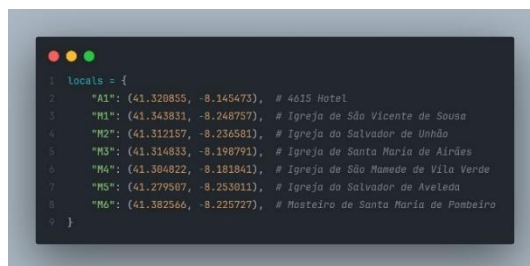 1 locals = {
2 "A1": (41.320855, -8.145473), # 4615 Hotel
3 "M1": (41.343831, -8.248757), # Igreja de São Vicente de Sousa
4 "M2": (41.312157, -8.236581), # Igreja do Salvador de Unhão
5 "M3": (41.314833, -8.198791), # Igreja de Santa Maria de Airães
6 "M4": (41.304822, -8.181841), # Igreja de São Mamede de Vila Verde
7 "M5": (41.279507, -8.253011), # Igreja do Salvador de Aveleda
8 "M6": (41.382566, -8.225727), # Mosteiro de Santa Maria de Pombeiro
9 }